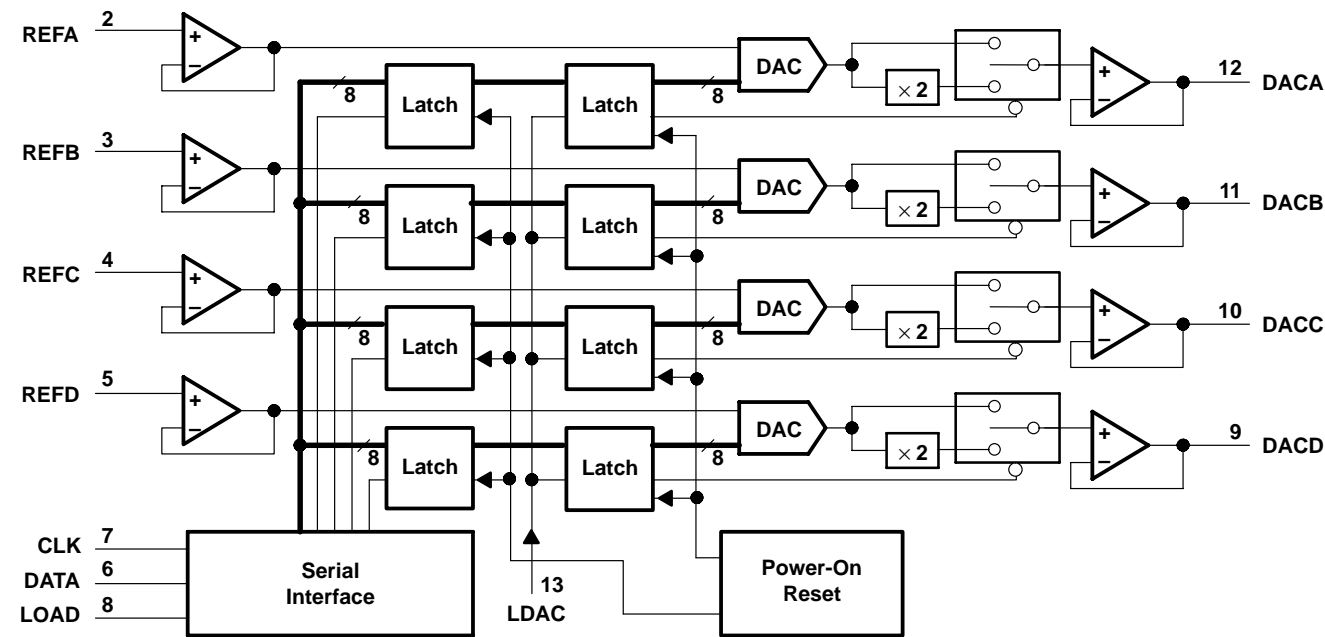 REFA 2 + − 8 Latch Latch 8 DAC × 2 + − 12 DACA
REFB 3 + − 8 Latch Latch 8 DAC × 2 + − 11 DACB
REFC 4 + − 8 Latch Latch 8 DAC × 2 + − 10 DACC
REFD 5 + − 8 Latch Latch 8 DAC × 2 + − 9 DACD
CLK 7
DATA 6
LOAD 8
Serial
Interface
13
LDAC
Power-On
Reset